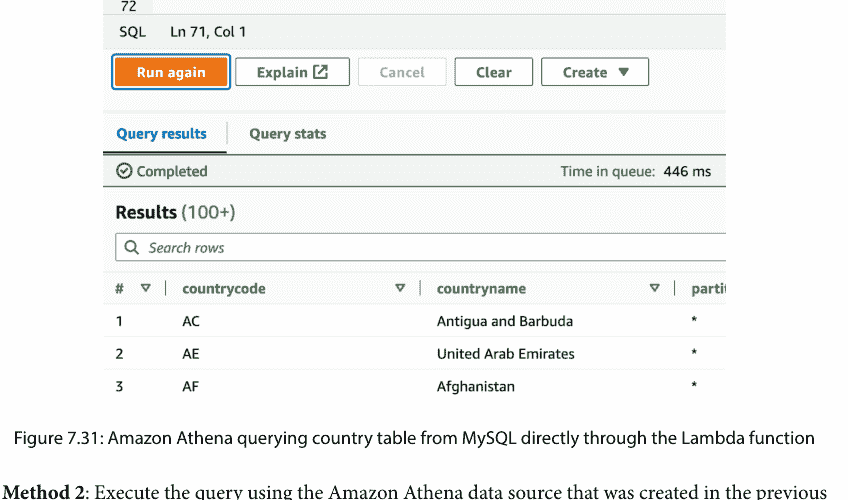 72
SQL Ln 71, Col 1
Run again Explain Cancel Clear Create
Query results Query stats
Completed Time in queue: 446 ms
Results (100+)
Search rows
# countrycode countryname parti
1 AC Antigua and Barbuda *
2 AE United Arab Emirates *
3 AF Afghanistan *
Figure 7.31: Amazon Athena querying country table from MySQL directly through the Lambda function
Method 2: Execute the query using the Amazon Athena data source that was created in the previous